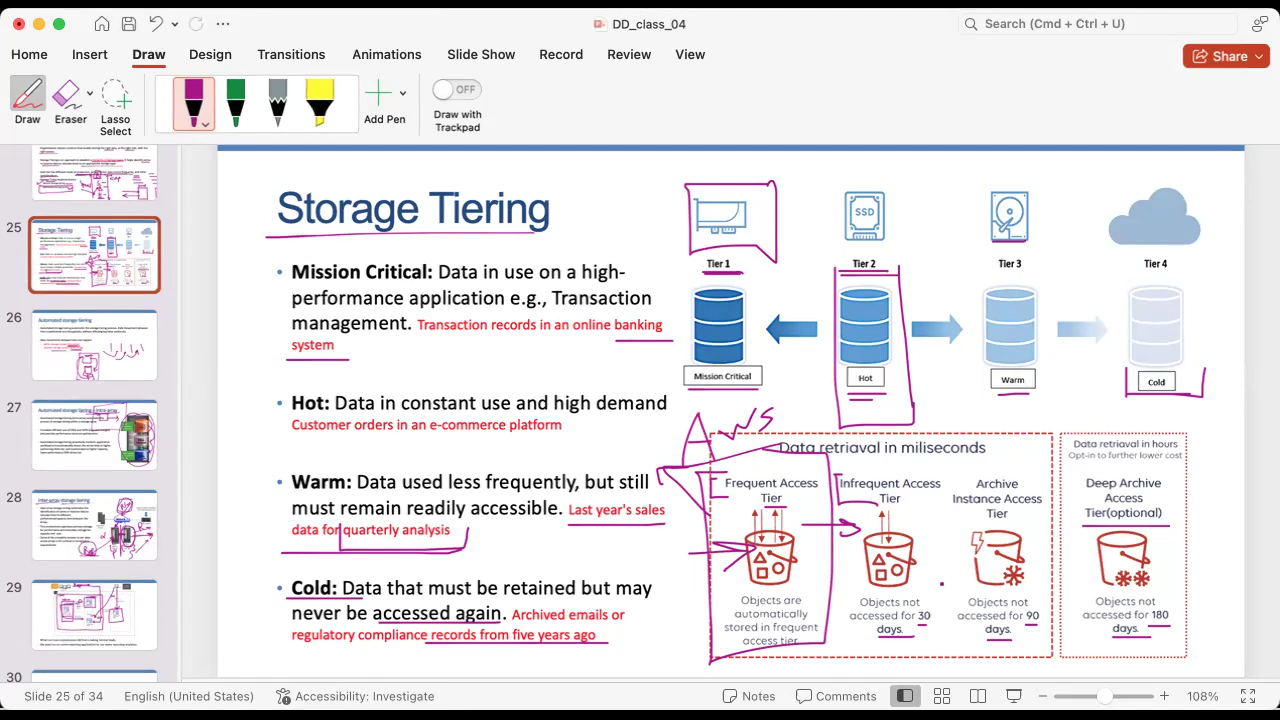 DD_class_04
Search (Cmd + Ctrl + U)
Home Insert Draw Design Transitions Animations Slide Show Record Review View
Share
OFF
Draw Eraser Lasso Select Add Pen Draw with Trackpad
25
26
27
28
29
30
Storage Tiering
• Mission Critical: Data in use on a high-
performance application e.g., Transaction
management. Transaction records in an online banking
system
• Hot: Data in constant use and high demand
Customer orders in an e-commerce platform
• Warm: Data used less frequently, but still
must remain readily accessible. Last year's sales
data for quarterly analysis
• Cold: Data that must be retained but may
never be accessed again. Archived emails or
regulatory compliance records from five years ago
SSD
Tier 1 Tier 2 Tier 3 Tier 4
Mission Critical Hot Warm Cold
AWS
Data retriaval in miliseconds
Frequent Access
Tier
Objects are
automatically
stored in frequent
access tier
Infrequent Access
Tier
Objects not
accessed for 30
days.
Archive
Instance Access
Tier
Objects not
accessed for 90
days.
Data retriaval in hours
Opt-in to further lower cost
Deep Archive
Access
Tier(optional)
Objects not
accessed for 180
days.
Slide 25 of 34 English (United States) Accessibility: Investigate Notes Comments 108%